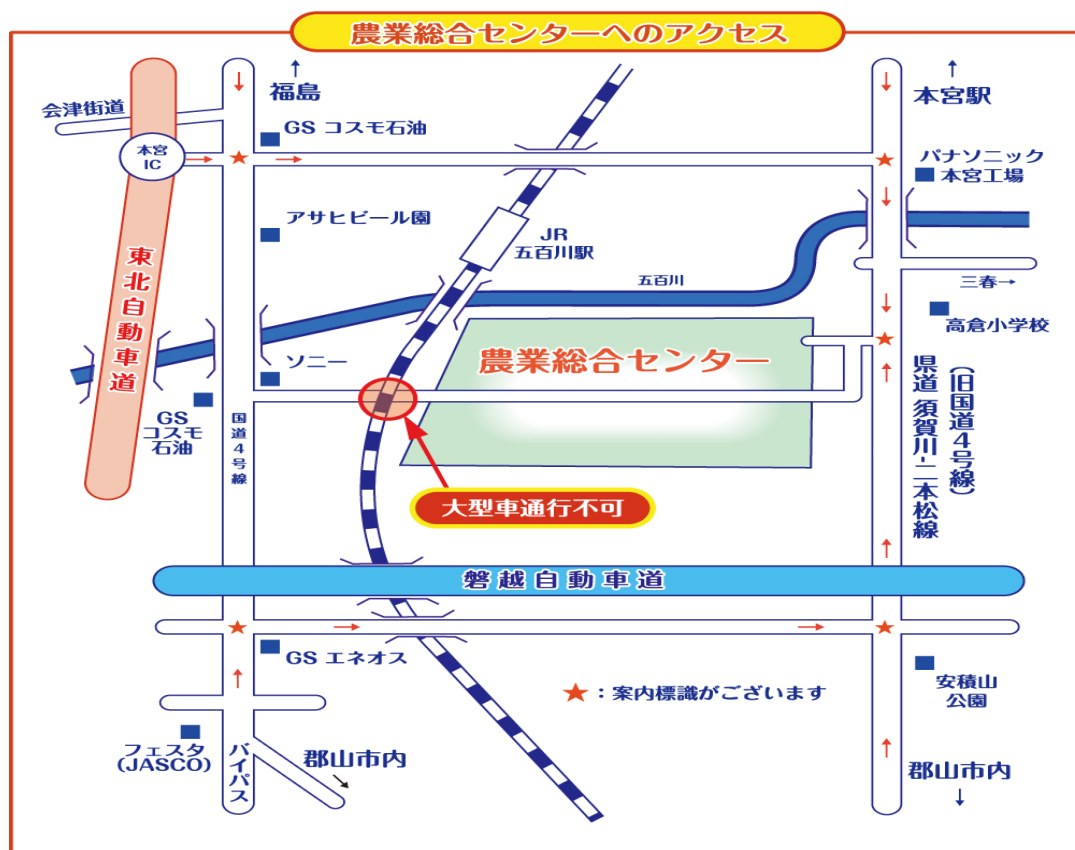 農業総合センターへのアクセス
↑
福島
↑
本宮駅
会津街道
GS コスモ石油
本宮
IC
パナソニック
本宮工場
アサヒビール園
JR
五百川駅
東北自動車道
五百川
三春→
高倉小学校
ソニー
農業総合センター
GS
コスモ
石油
国道4号線
県道 須賀川-二本松線
(旧国道4号線)
大型車通行不可
磐越自動車道
GS エネオス
★：案内標識がございます
安積山
公園
フェスタ
(JASCO)
バイパス
郡山市内
郡山市内
↓